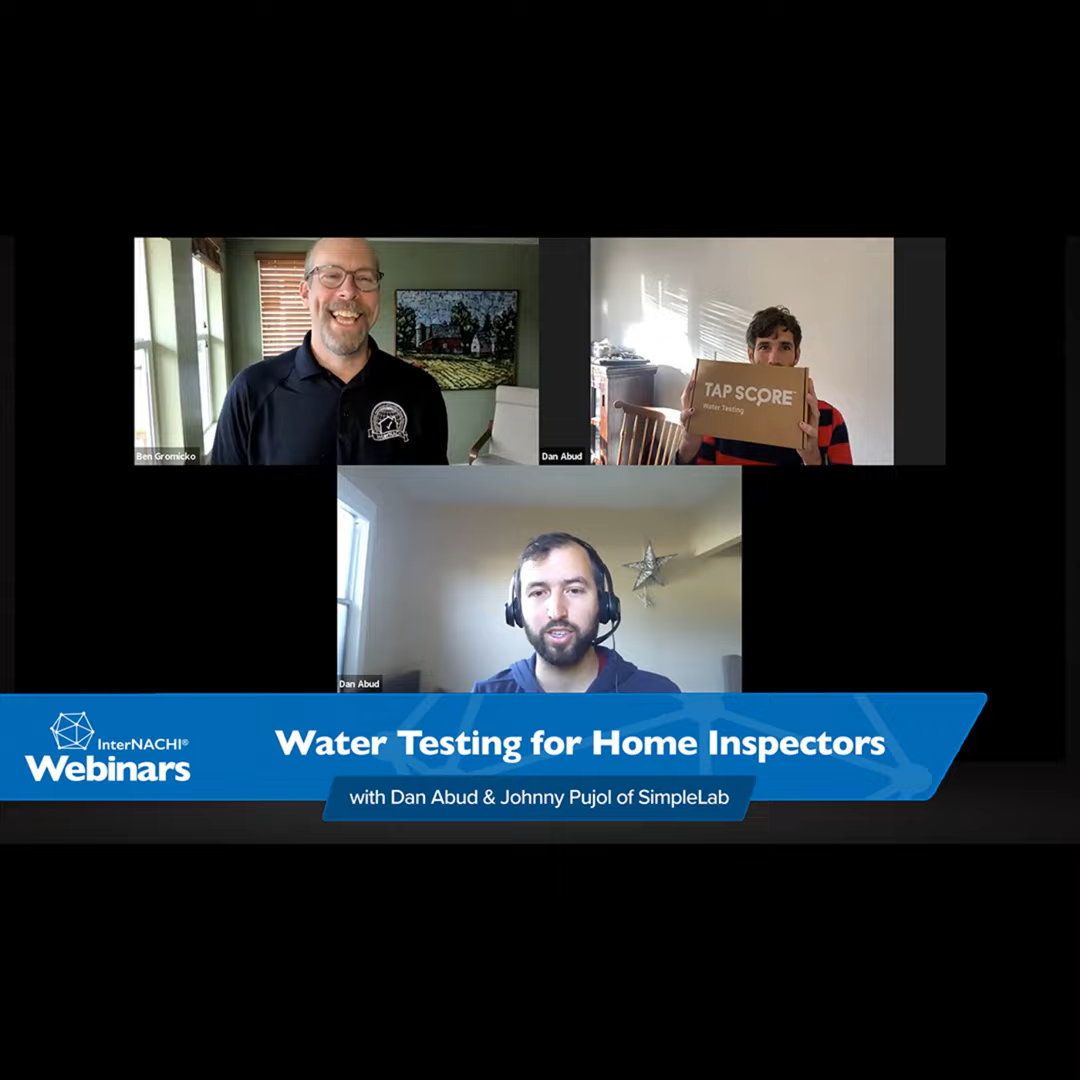 TAP SCORE™
Water Testing
Ben Gromicko
Dan Abud
Dan Abud
InterNACHI®
Webinars
Water Testing for Home Inspectors
with Dan Abud & Johnny Pujol of SimpleLab